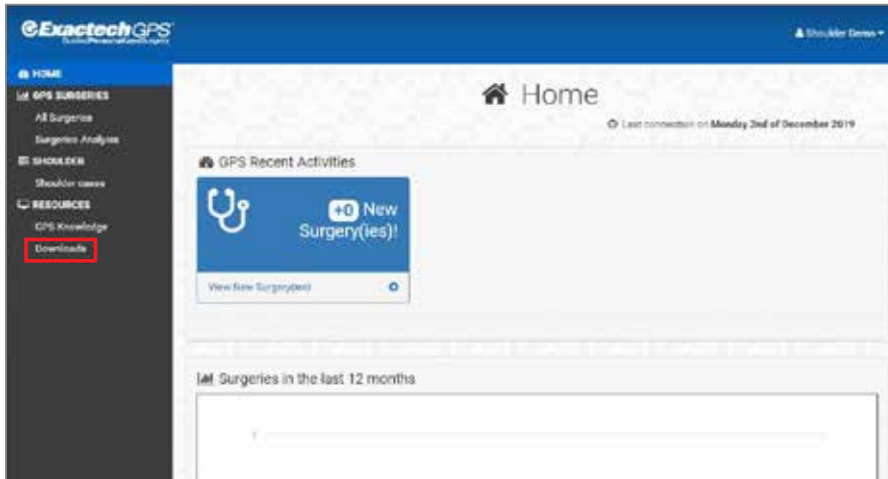 Exactech GPS
Shoulder Demo
HOME
GPS SURGERIES
All Surgeries
Surgeries Analysis
SHOULDER
Shoulder cases
RESOURCES
GPS Knowledge
Downloads
Home
Last connection on Monday 2nd of December 2019
GPS Recent Activities
+0 New
Surgery(ies)!
View New Surgery(ies)
Surgeries in the last 12 months